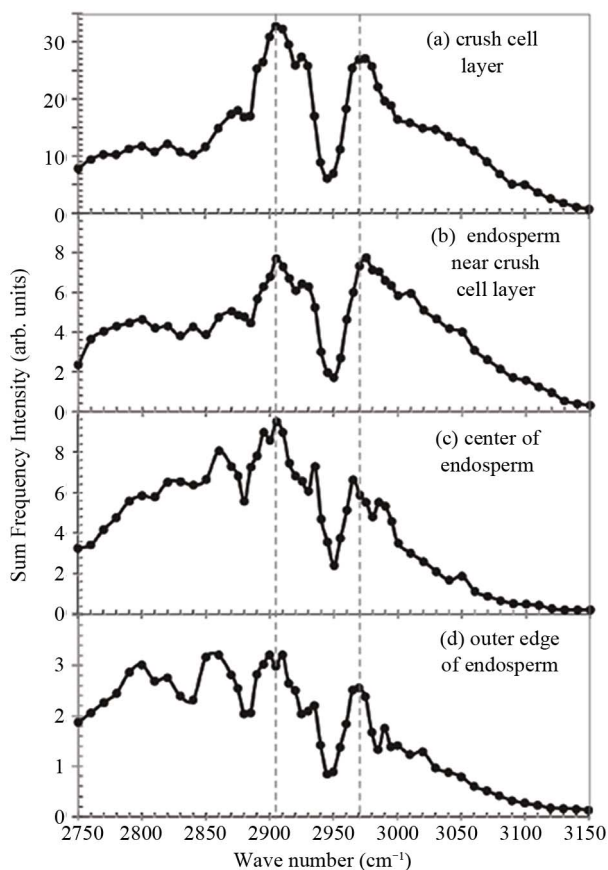 Sum Frequency Intensity (arb. units)
30
20
10
0
(a) crush cell
layer
8
6
4
2
0
(b) endosperm
near crush
cell layer
8
6
4
2
0
(c) center of
endosperm
3
2
1
0
(d) outer edge
of endosperm
2750 2800 2850 2900 2950 3000 3050 3100 3150
Wave number (cm⁻¹)